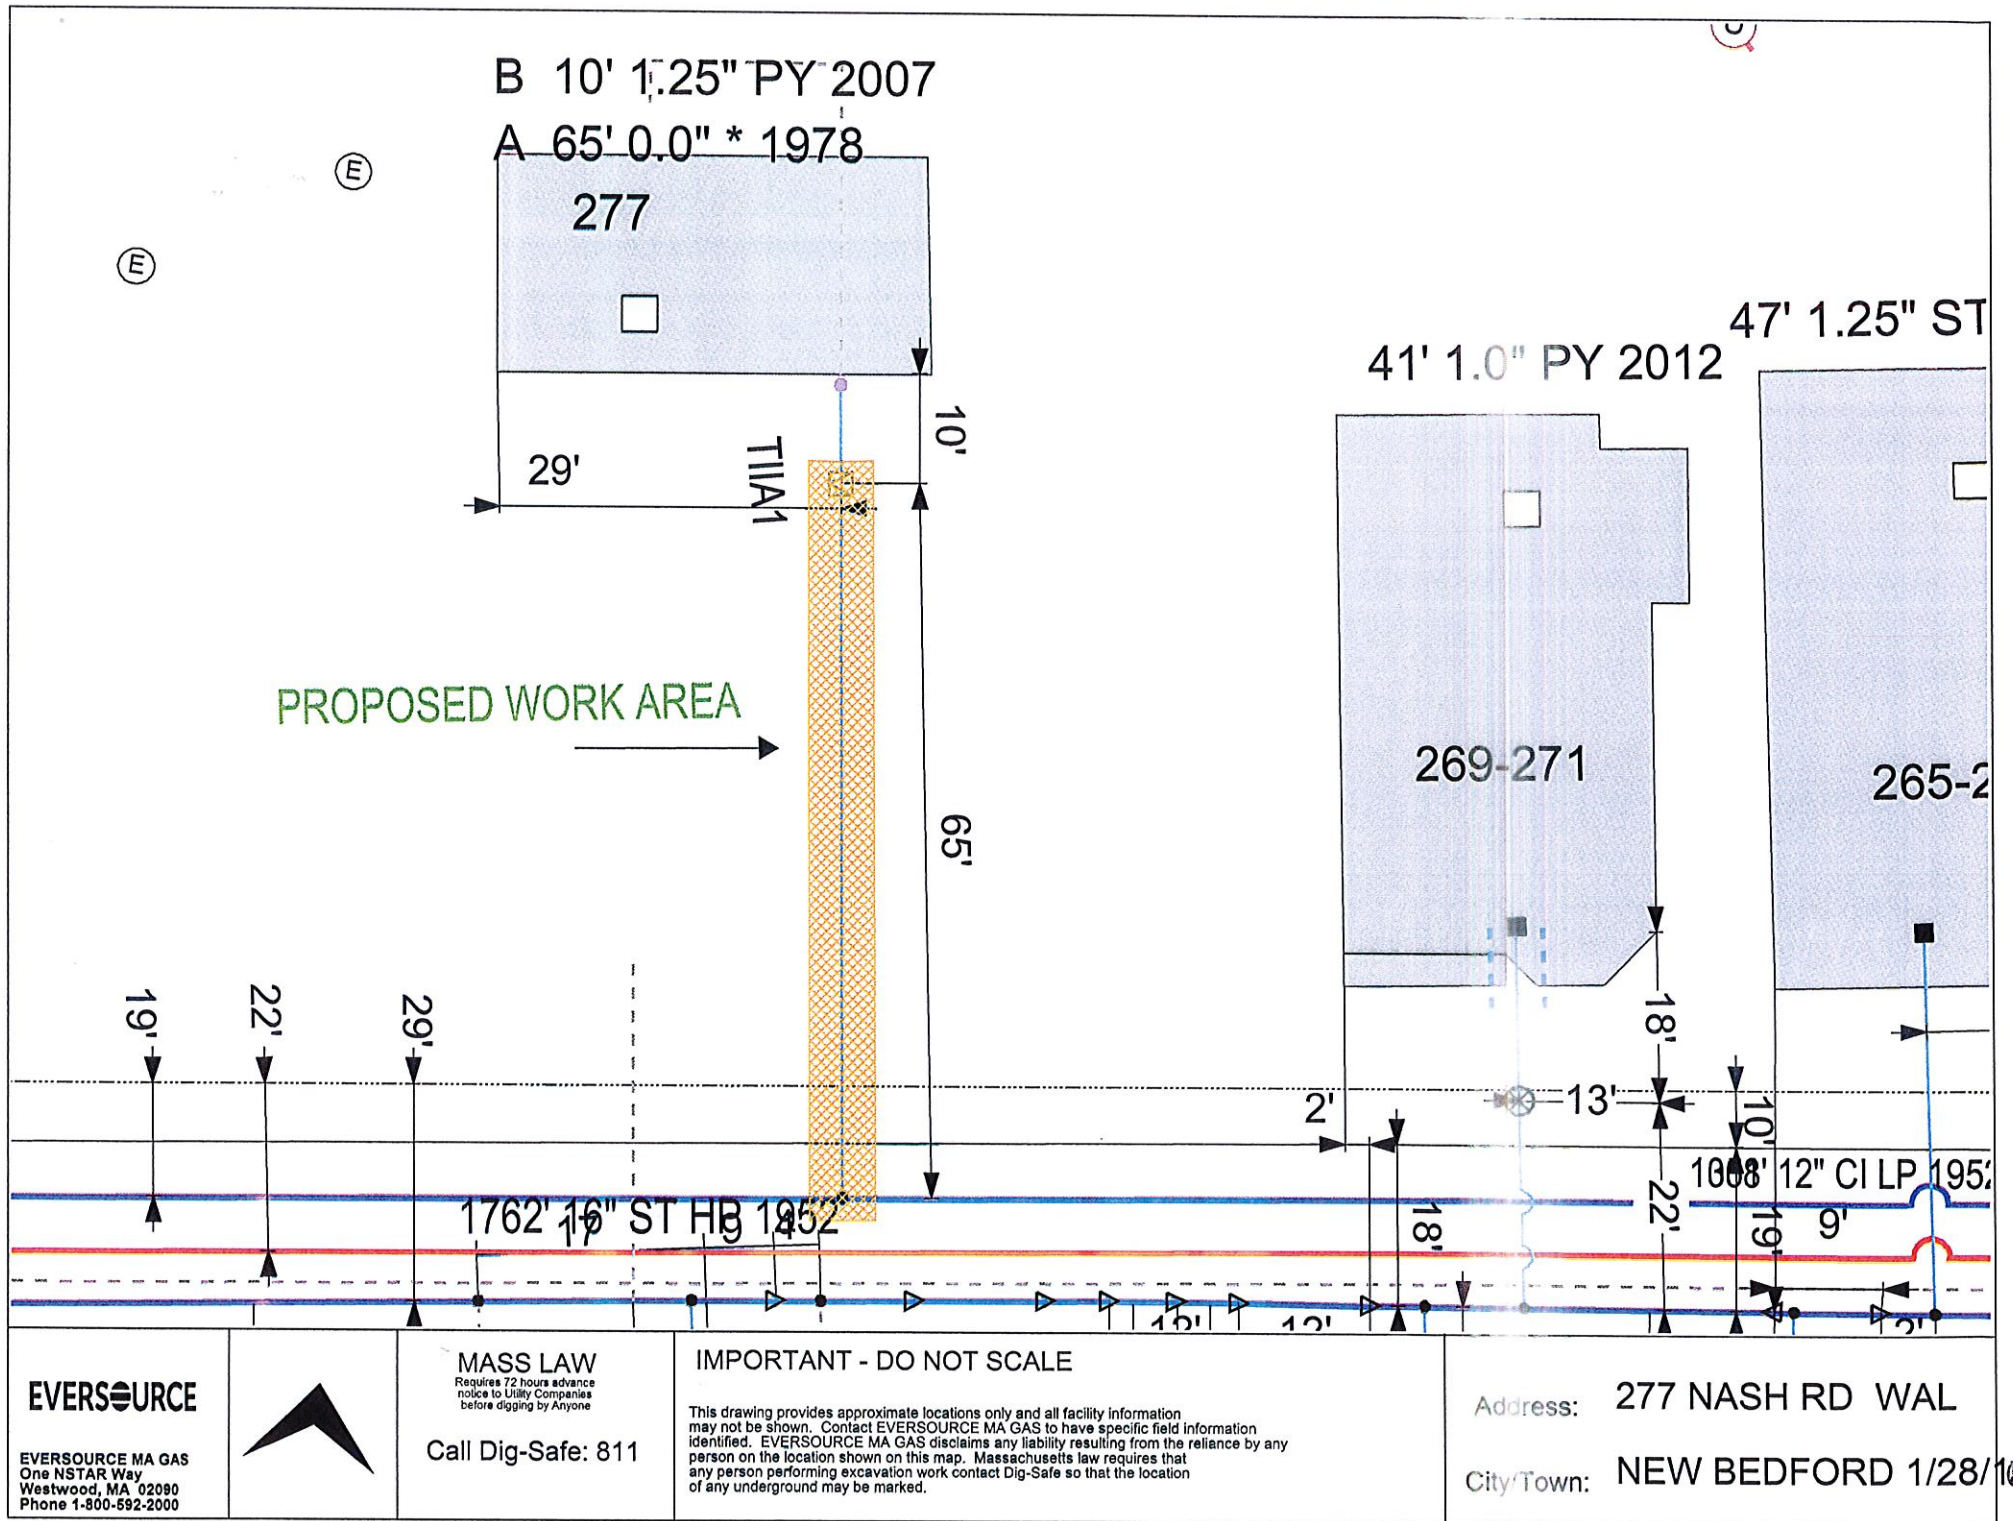 B 10' 1.25" PY 2007
A 65' 0.0" * 1978
277
E
E
47' 1.25" ST
41' 1.0" PY 2012
10'
29'
TIIA1
PROPOSED WORK AREA
65'
269-271
265-2
19'
22'
29'
18'
2'
13'
10'
12" CI LP 1952
1762' 16" ST HP 1952
17'
9'
4'
18'
22'
19'
9'
12'
12'
2'
EVERSOURCE
EVERSOURCE MA GAS
One NSTAR Way
Westwood, MA 02090
Phone 1-800-592-2000
MASS LAW
Requires 72 hours advance
notice to Utility Companies
before digging by Anyone
Call Dig-Safe: 811
IMPORTANT - DO NOT SCALE
This drawing provides approximate locations only and all facility information
may not be shown. Contact EVERSOURCE MA GAS to have specific field information
identified. EVERSOURCE MA GAS disclaims any liability resulting from the reliance by any
person on the location shown on this map. Massachusetts law requires that
any person performing excavation work contact Dig-Safe so that the location
of any underground may be marked.
Address: 277 NASH RD WAL
City/Town: NEW BEDFORD 1/28/